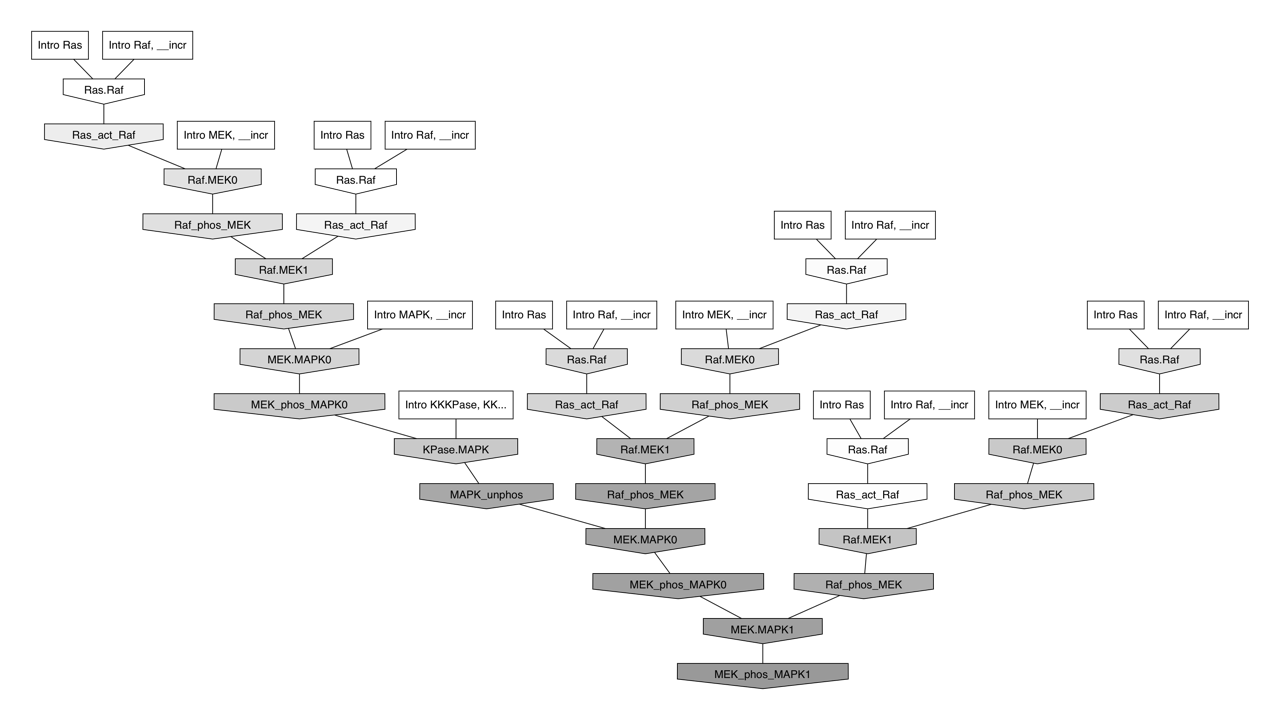 Intro Ras
Intro Raf, __incr
Ras.Raf
Ras_act_Raf
Intro MEK, __incr
Intro Ras
Intro Raf, __incr
Raf.MEK0
Ras.Raf
Raf_phos_MEK
Ras_act_Raf
Intro Ras
Intro Raf, __incr
Raf.MEK1
Ras.Raf
Raf_phos_MEK
Intro MAPK, __incr
Intro Ras
Intro Raf, __incr
Intro MEK, __incr
Ras_act_Raf
Intro Ras
Intro Raf, __incr
MEK.MAPK0
Ras.Raf
Raf.MEK0
Ras.Raf
MEK_phos_MAPK0
Intro KKKPase, KK...
Ras_act_Raf
Raf_phos_MEK
Intro Ras
Intro Raf, __incr
Intro MEK, __incr
Ras_act_Raf
KPase.MAPK
Raf.MEK1
Ras.Raf
Raf.MEK0
MAPK_unphos
Raf_phos_MEK
Ras_act_Raf
Raf_phos_MEK
MEK.MAPK0
Raf.MEK1
MEK_phos_MAPK0
Raf_phos_MEK
MEK.MAPK1
MEK_phos_MAPK1